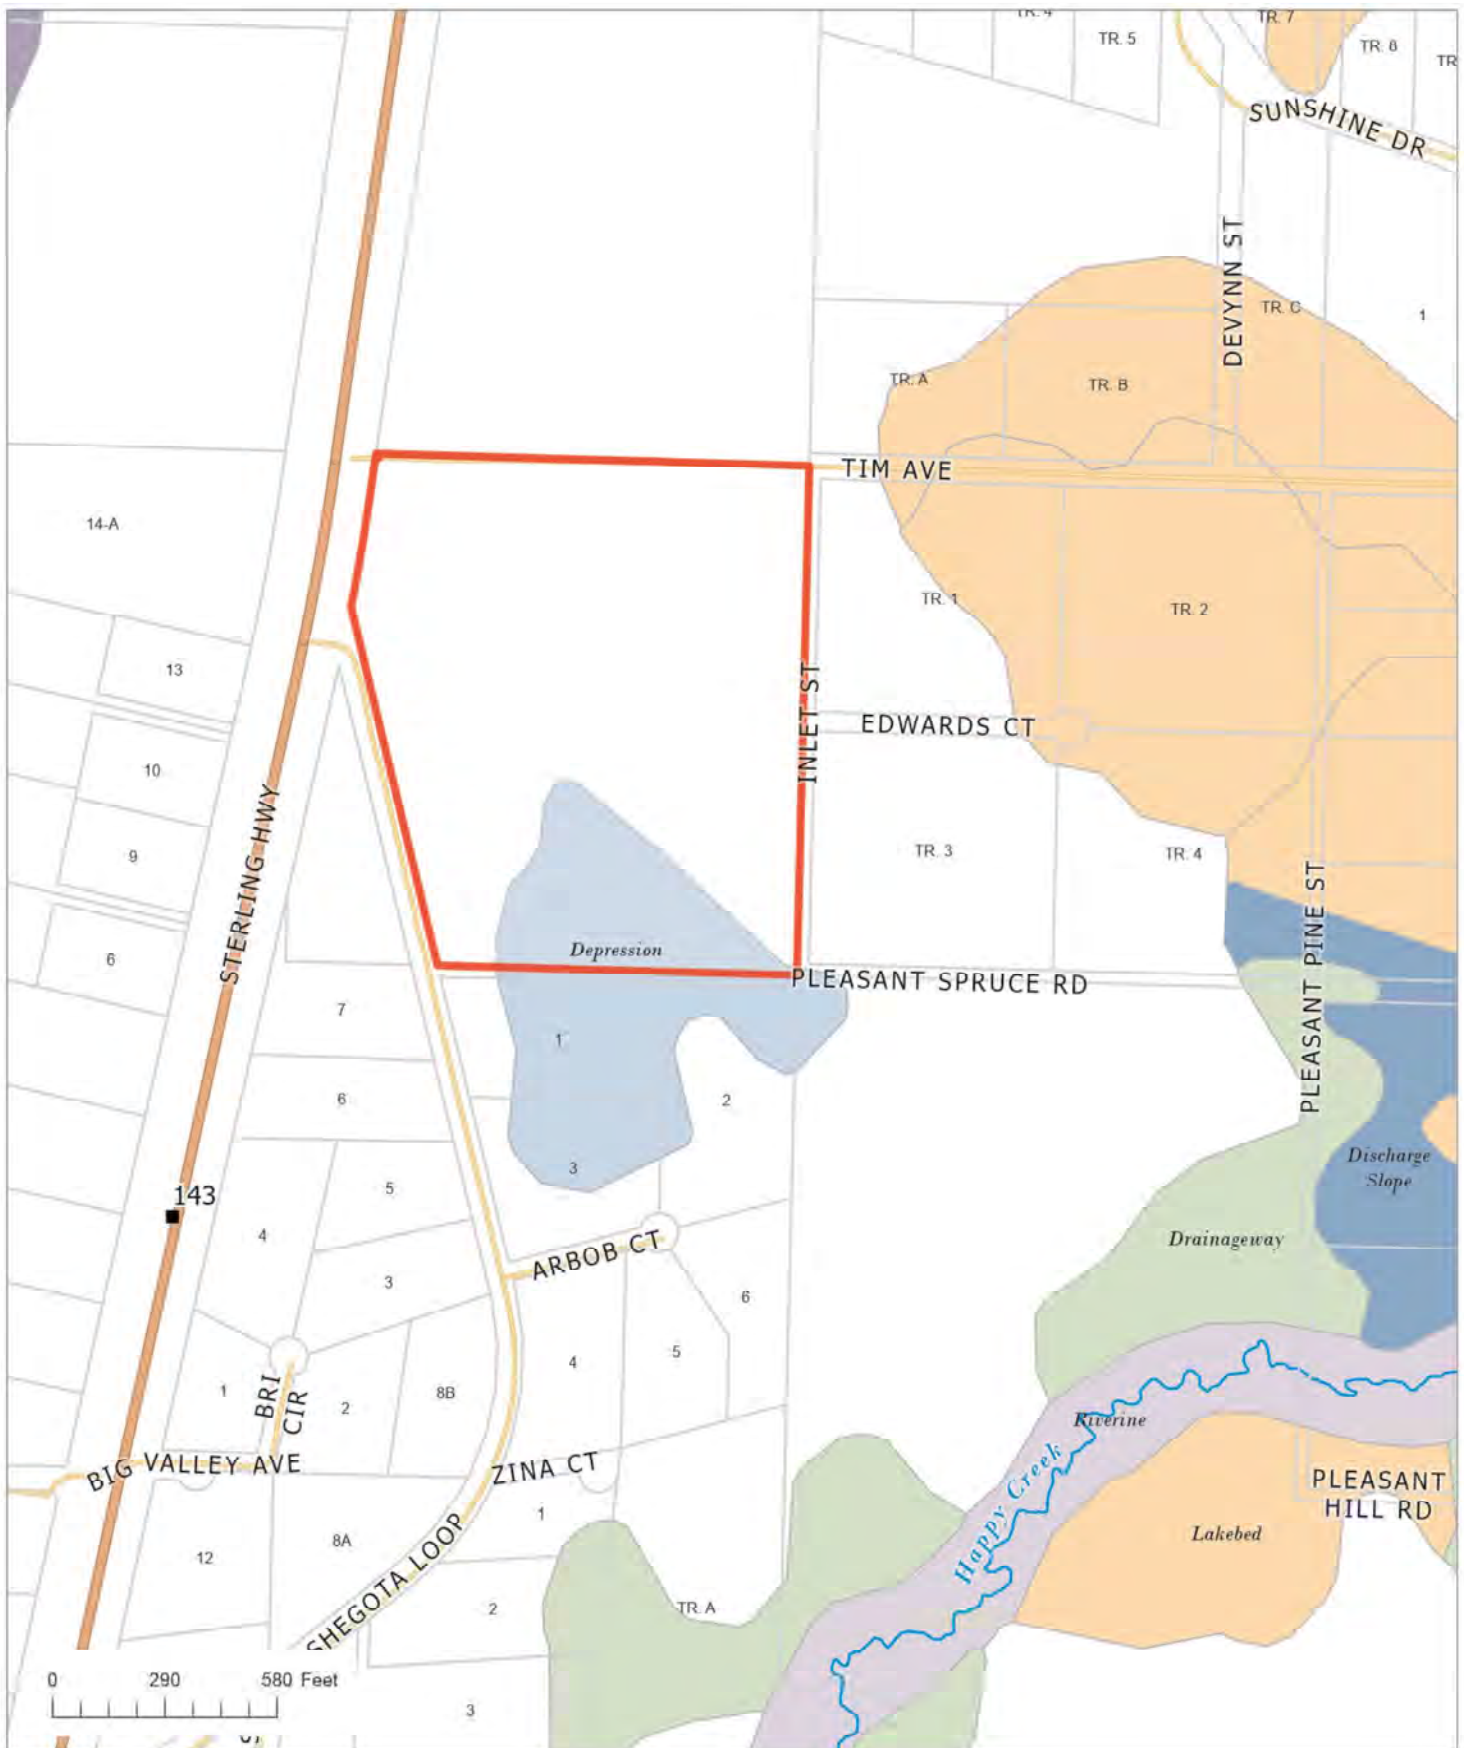 TR. 4
TR. 7
TR. 5
TR. 8
TR
SUNSHINE DR
DEVYNN ST
TR. C
1
TR. A
TR. B
TIM AVE
14-A
TR. 1
TR. 2
13
INLET ST
EDWARDS CT
10
STERLING HWY
9
TR. 3
TR. 4
PLEASANT PINE ST
6
Depression
PLEASANT SPRUCE RD
7
1
6
2
143
5
3
Discharge
Slope
4
ARBOB CT
Drainageway
3
6
1
BRI
CIR
2
8B
4
5
Riverine
BIG VALLEY AVE
ZINA CT
Happy Creek
PLEASANT
HILL RD
1
12
8A
SHEGOTA LOOP
Lakebed
2
TR. A
0 290 580 Feet
3